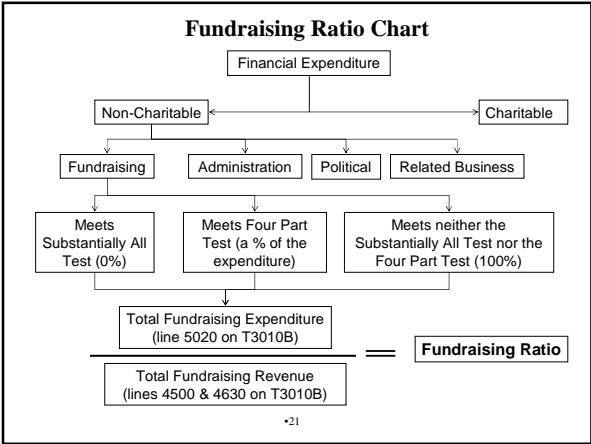 Fundraising Ratio Chart
Financial Expenditure
Non-Charitable
Charitable
Fundraising
Administration
Political
Related Business
Meets
Substantially All
Test (0%)
Meets Four Part
Test (a % of the
expenditure)
Meets neither the
Substantially All Test nor the
Four Part Test (100%)
Total Fundraising Expenditure
(line 5020 on T3010B)
=
Fundraising Ratio
Total Fundraising Revenue
(lines 4500 & 4630 on T3010B)
•21